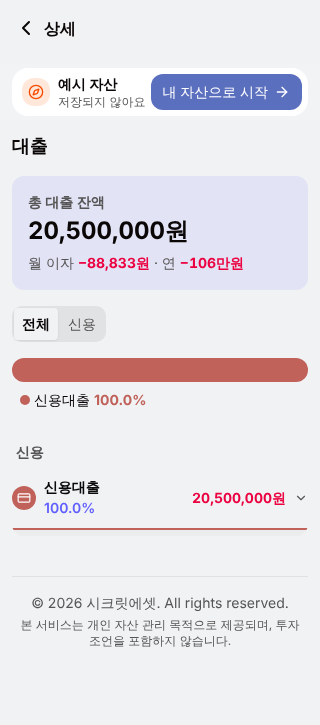 상세
예시 자산
저장되지 않아요
내 자산으로 시작 →
대출
총 대출 잔액
20,500,000원
월 이자 −88,833원 · 연 −106만원
전체 신용
신용대출 100.0%
신용
신용대출
100.0%
20,500,000원
© 2026 시크릿에셋. All rights reserved.
본 서비스는 개인 자산 관리 목적으로 제공되며, 투자
조언을 포함하지 않습니다.